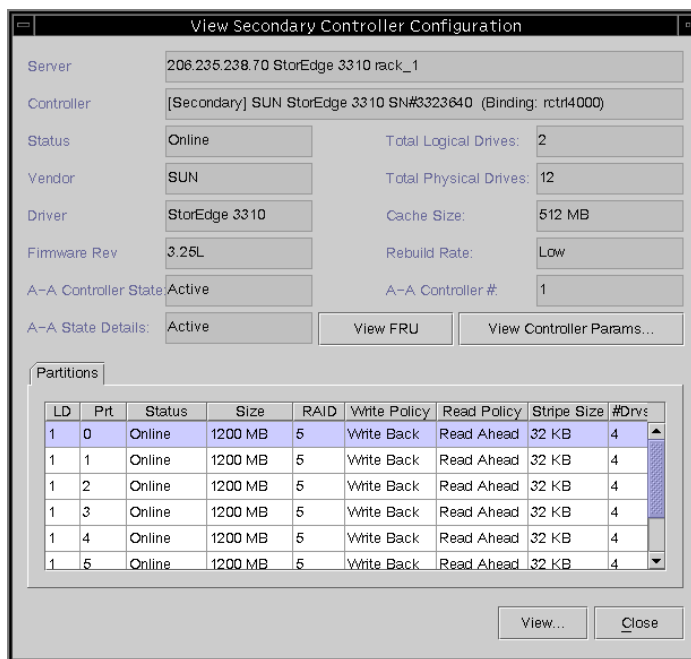 View Secondary Controller Configuration
Server 206.235.238.70 StorEdge 3310 rack_1
Controller [Secondary] SUN StorEdge 3310 SN#3323640 (Binding: rctrl4000)
Status Online Total Logical Drives: 2
Vendor SUN Total Physical Drives: 12
Driver StorEdge 3310 Cache Size: 512 MB
Firmware Rev 3.25L Rebuild Rate: Low
A-A Controller State: Active A-A Controller #: 1
A-A State Details: Active View FRU View Controller Params...
Partitions
LD Prt Status Size RAID Write Policy Read Policy Stripe Size #Drvs
1 0 Online 1200 MB 5 Write Back Read Ahead 32 KB 4
1 1 Online 1200 MB 5 Write Back Read Ahead 32 KB 4
1 2 Online 1200 MB 5 Write Back Read Ahead 32 KB 4
1 3 Online 1200 MB 5 Write Back Read Ahead 32 KB 4
1 4 Online 1200 MB 5 Write Back Read Ahead 32 KB 4
1 5 Online 1200 MB 5 Write Back Read Ahead 32 KB 4
View... Close